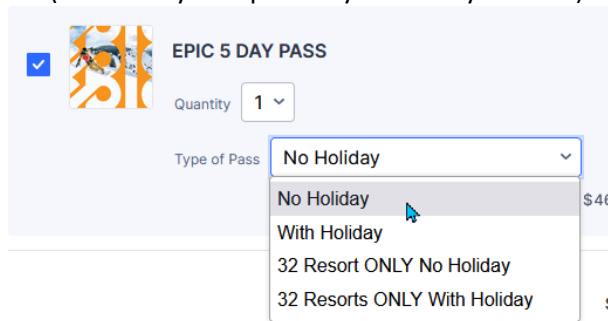 EPIC 5 DAY PASS
Quantity 1
Type of Pass No Holiday
No Holiday
$46
With Holiday
32 Resort ONLY No Holiday
32 Resorts ONLY With Holiday